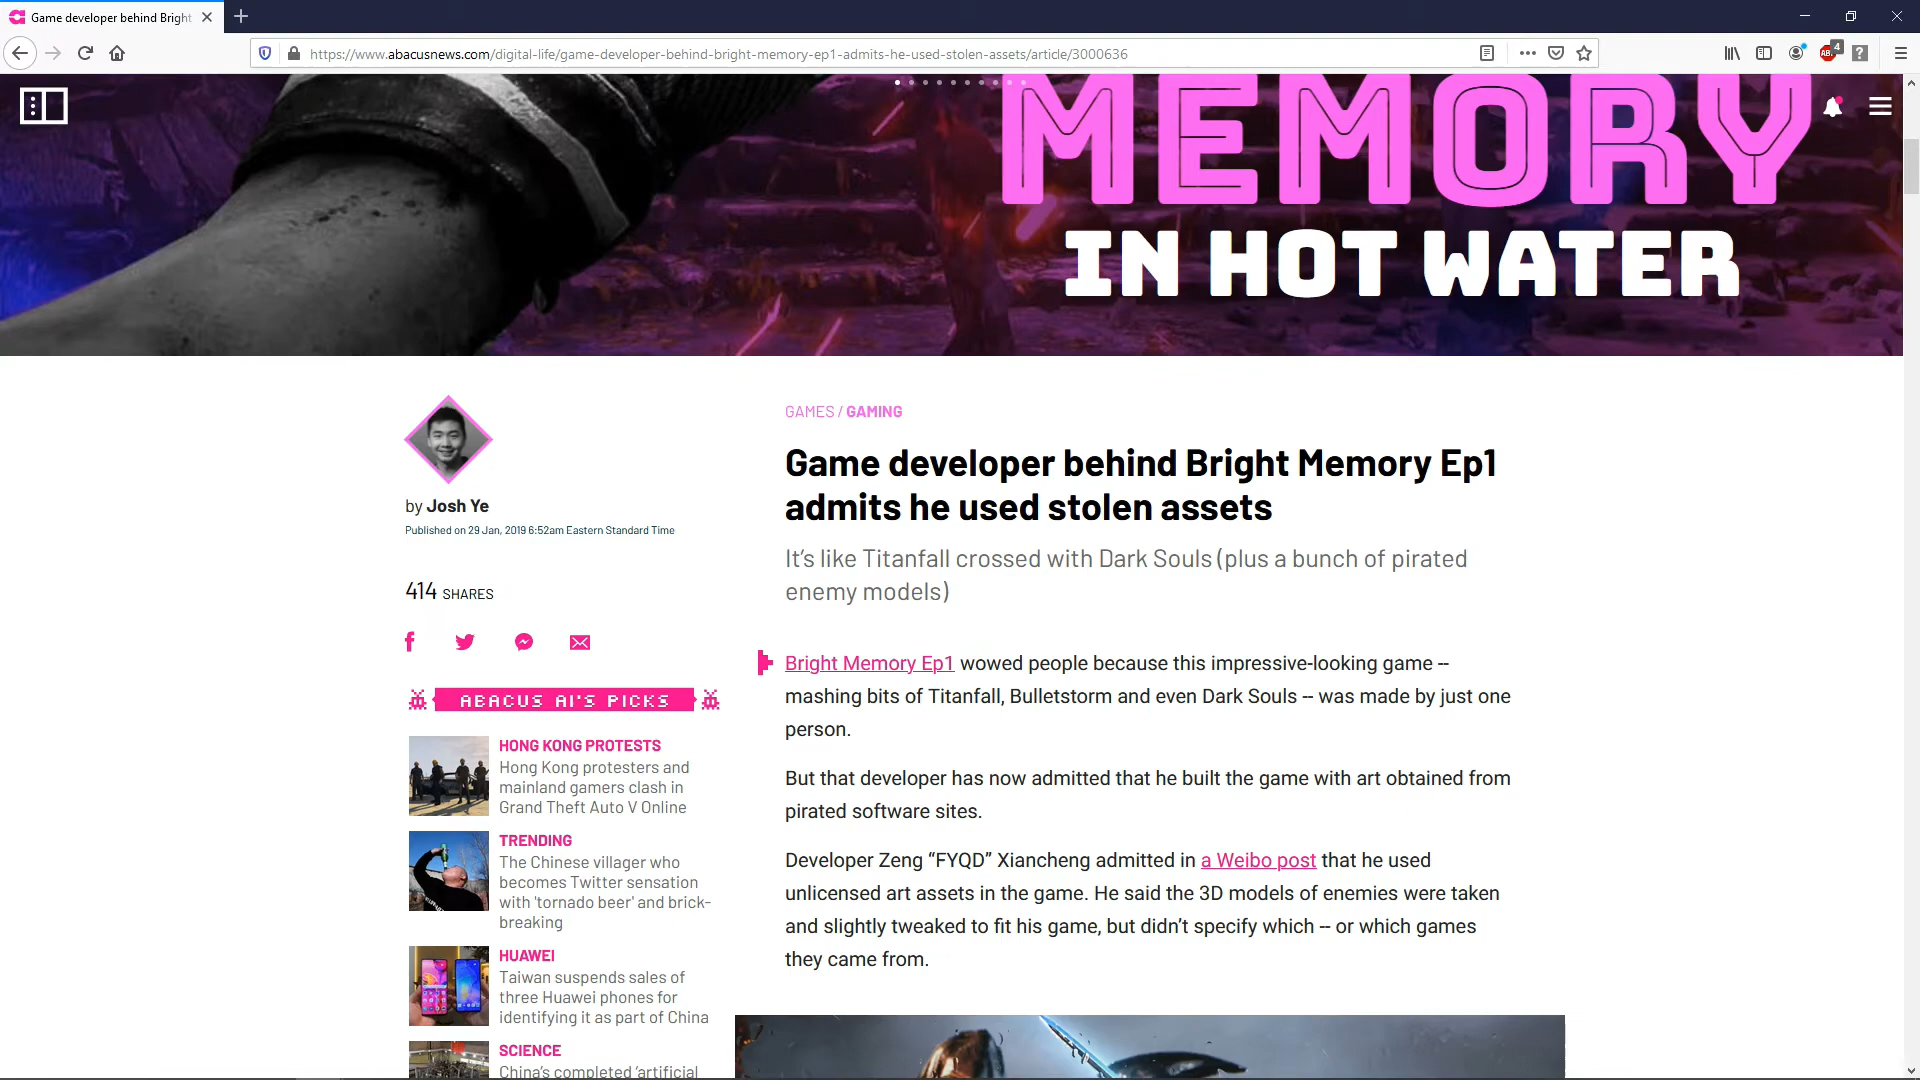 Game developer behind Bright
https://www.abacusnews.com/digital-life/game-developer-behind-bright-memory-ep1-admits-he-used-stolen-assets/article/3000636
4
MEMORY
IN HOT WATER
by Josh Ye
Published on 29 Jan, 2019 6:52am Eastern Standard Time
414 SHARES
ABACUS AI'S PICKS
HONG KONG PROTESTS
Hong Kong protesters and
mainland gamers clash in
Grand Theft Auto V Online
TRENDING
The Chinese villager who
becomes Twitter sensation
with 'tornado beer' and brick-
breaking
HUAWEI
Taiwan suspends sales of
three Huawei phones for
identifying it as part of China
SCIENCE
China's completed 'artificial
GAMES / GAMING
Game developer behind Bright Memory Ep1
admits he used stolen assets
It's like Titanfall crossed with Dark Souls (plus a bunch of pirated
enemy models)
Bright Memory Ep1 wowed people because this impressive-looking game --
mashing bits of Titanfall, Bulletstorm and even Dark Souls -- was made by just one
person.
But that developer has now admitted that he built the game with art obtained from
pirated software sites.
Developer Zeng “FYQD” Xiancheng admitted in a Weibo post that he used
unlicensed art assets in the game. He said the 3D models of enemies were taken
and slightly tweaked to fit his game, but didn’t specify which -- or which games
they came from.